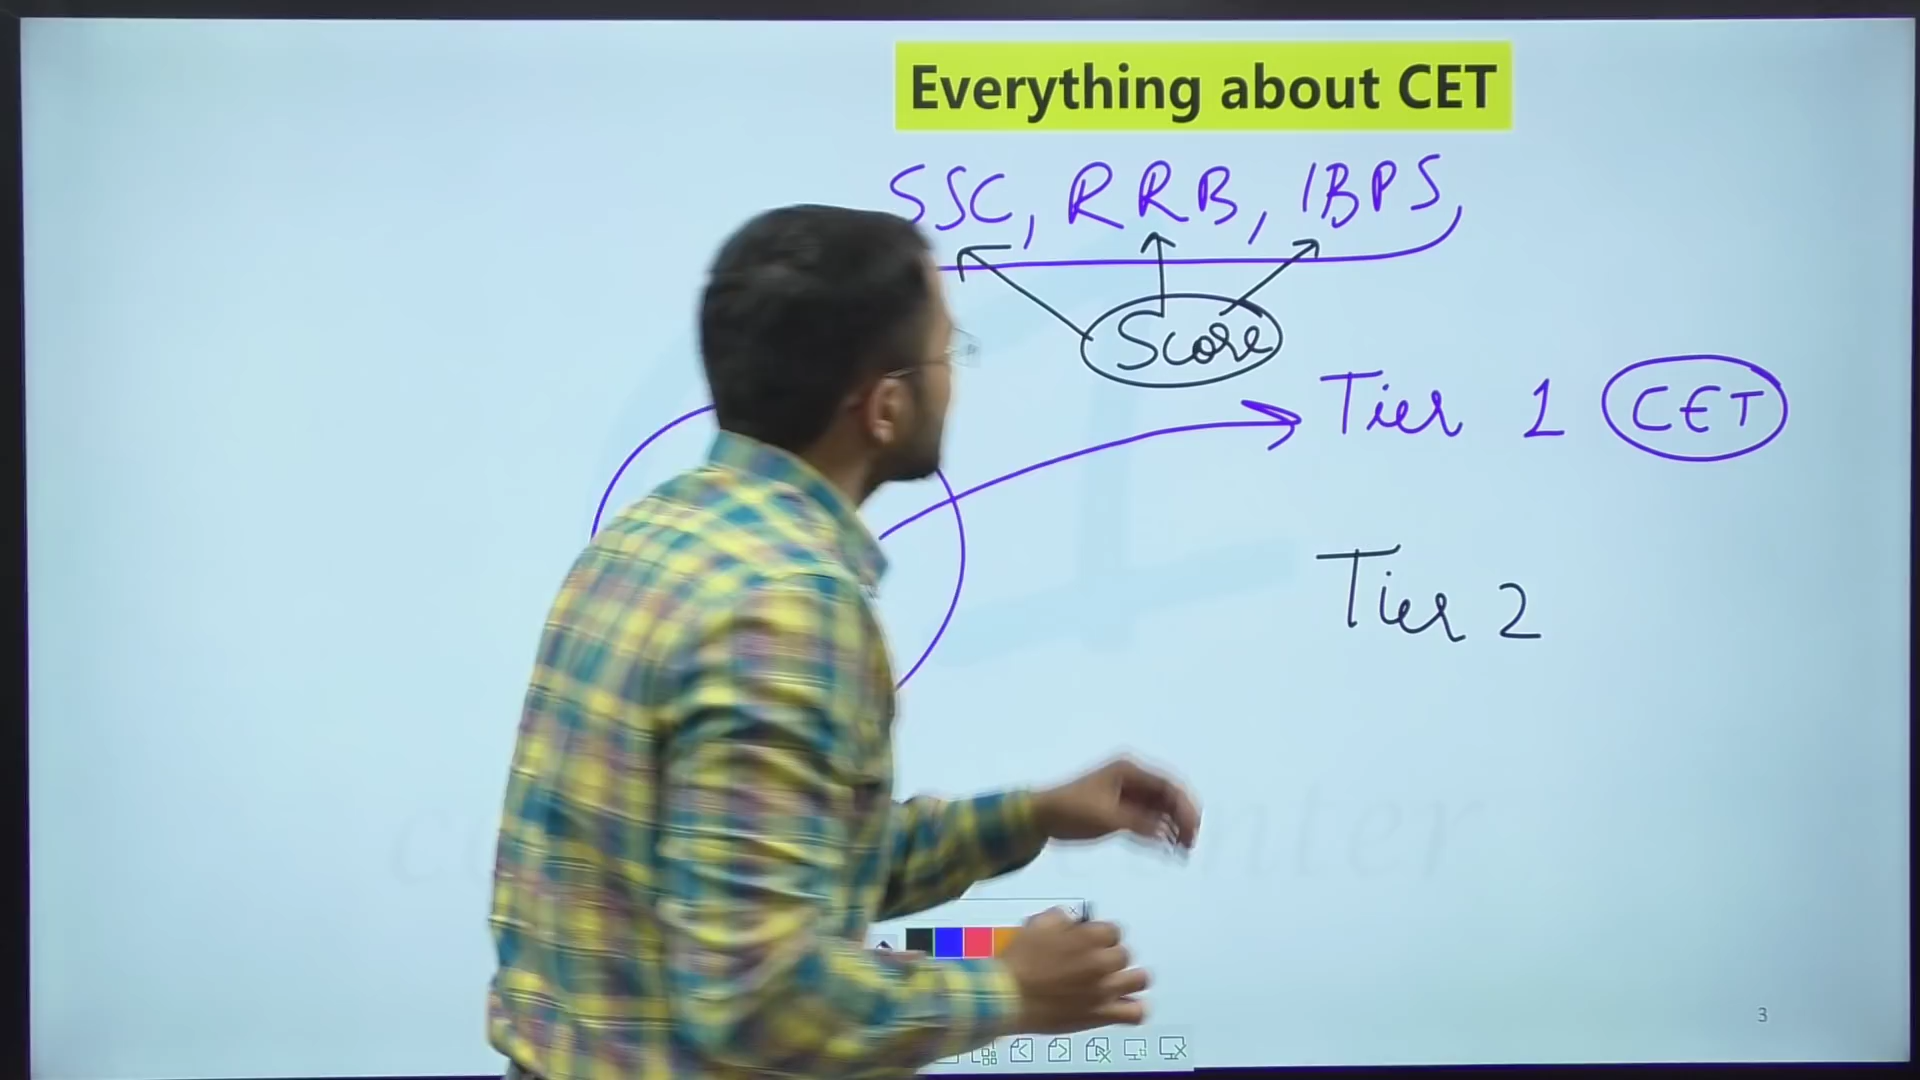 Everything about CET
SSC, RRB, IBPS,
Score
Tier 1 CET
Tier 2
3